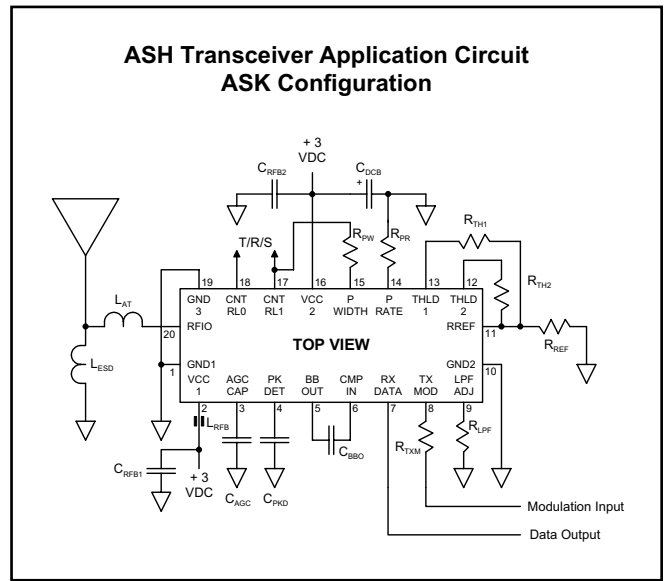 ASH Transceiver Application Circuit
ASK Configuration
+ 3
VDC
CRFB2
CDCB
+
T/R/S
RPW
RPR
RTH1
RTH2
19
18
17
16
15
14
13
12
GND
3
CNT
RL0
CNT
RL1
VCC
2
P
WIDTH
P
RATE
THLD
1
THLD
2
LAT
20
RFIO
RREF
11
RREF
TOP VIEW
LESD
1
GND1
GND2
10
VCC
1
AGC
CAP
PK
DET
BB
OUT
CMP
IN
RX
DATA
TX
MOD
LPF
ADJ
2
3
4
5
6
7
8
9
LRFB
CRFB1
+ 3
VDC
CAGC
CPKD
CBBO
RTXM
RLPF
Modulation Input
Data Output